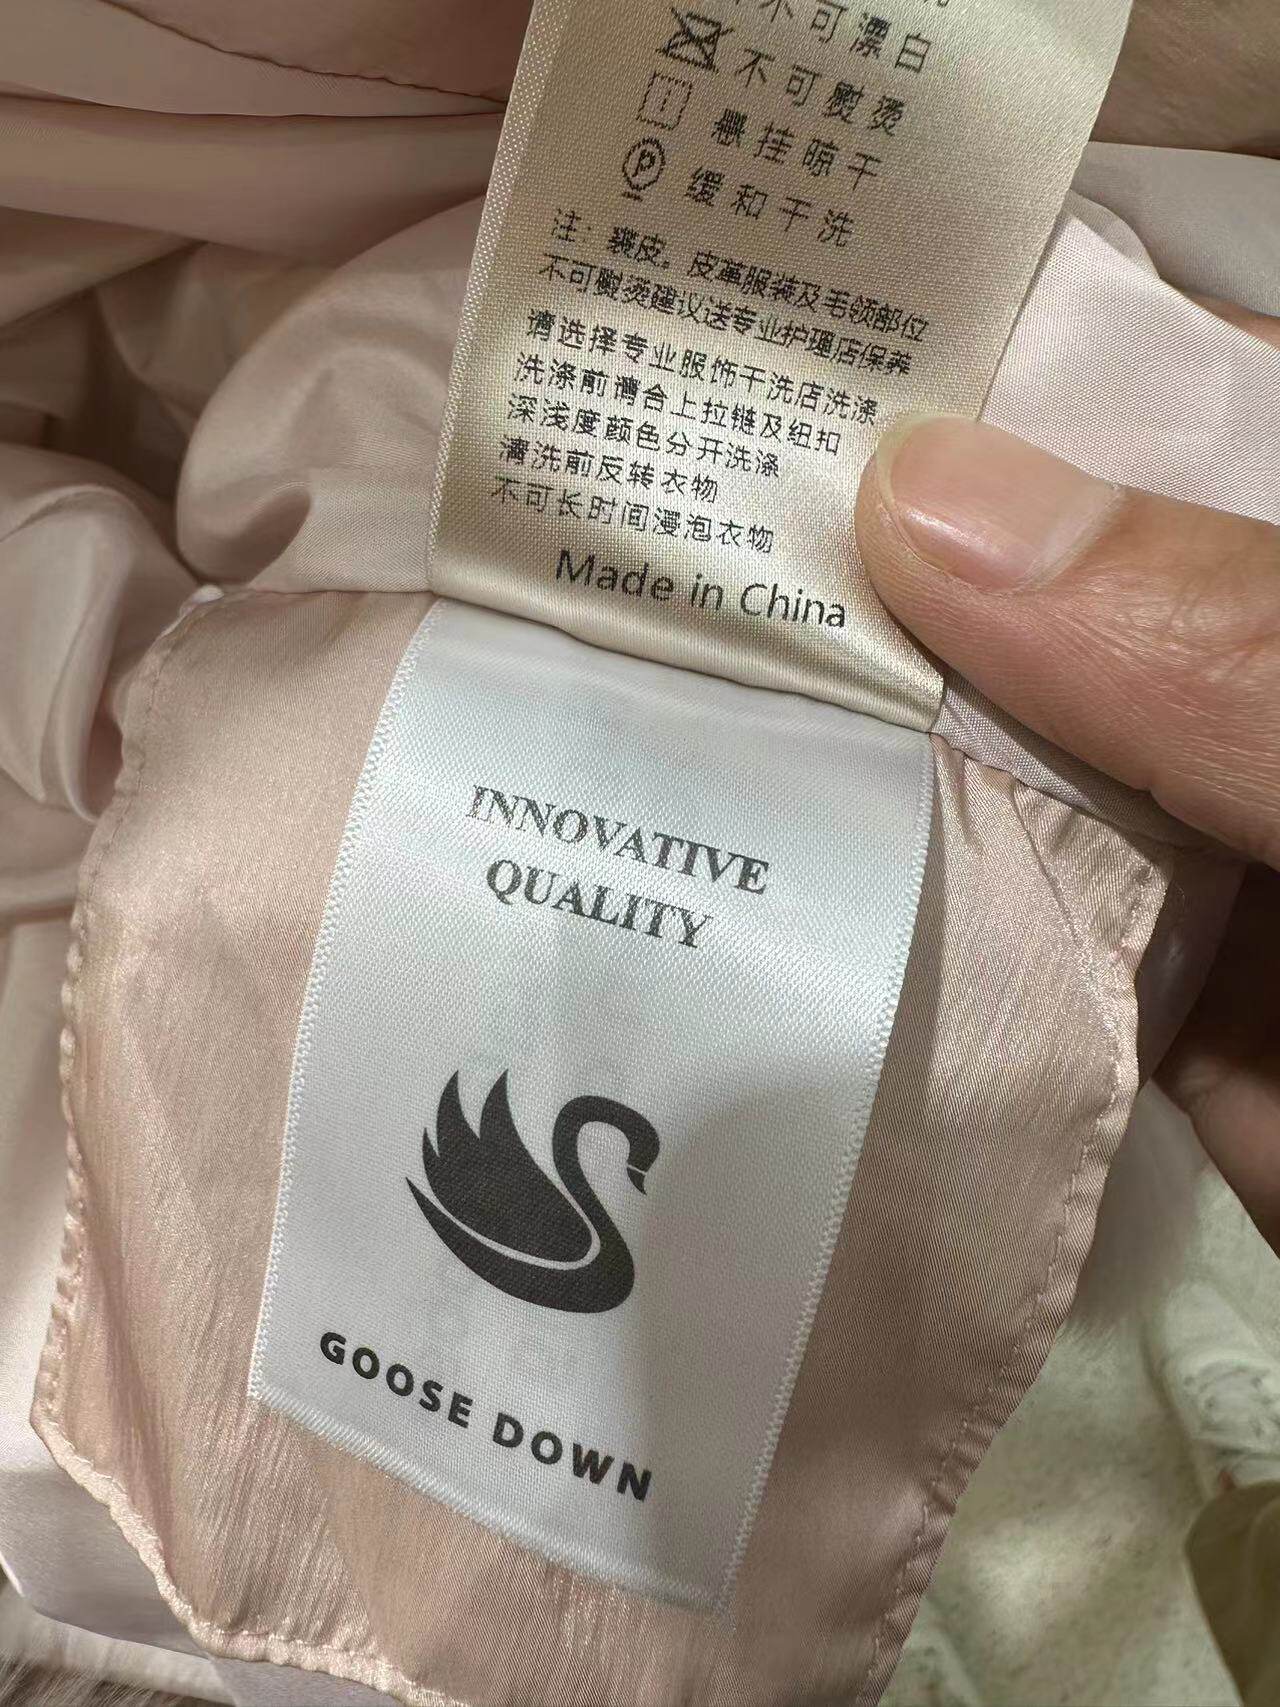 不可漂白
不可熨烫
悬挂晾干
P 缓和干洗
注：裘皮。皮革服装及毛领部位
不可熨烫建议送专业护理店保养
请选择专业服饰干洗店洗涤
洗涤前请合上拉链及纽扣
深浅度颜色分开洗涤
清洗前反转衣物
不可长时间浸泡衣物
Made in China
INNOVATIVE
QUALITY
GOOSE DOWN